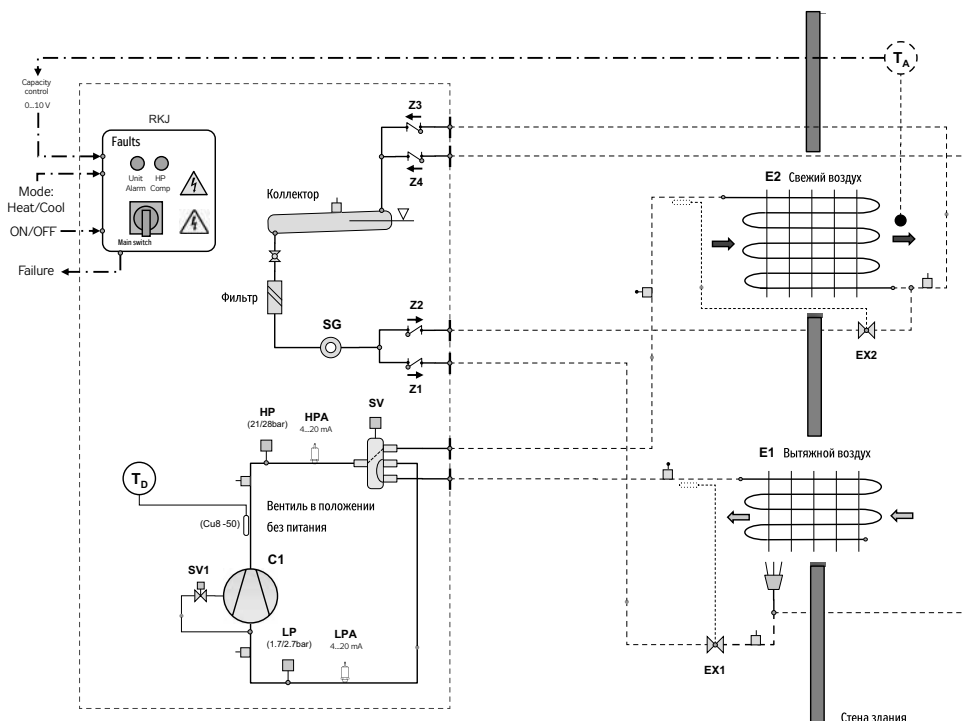 Capacity
control
0...10 V
RKJ
Faults
Unit
Alarm
HP
Comp
Main switch
Mode:
Heat/Cool
ON/OFF
Failure
Z3
Z4
Коллектор
Фильтр
SG
Z2
Z1
TA
E2 Свежий воздух
EX2
HP
(21/28bar)
HPA
4...20 mA
SV
TD
(Cu8 -50)
Вентиль в положении
без питания
C1
SV1
LP
(1.7/2.7bar)
LPA
4...20 mA
E1 Вытяжной воздух
EX1
Стена здания